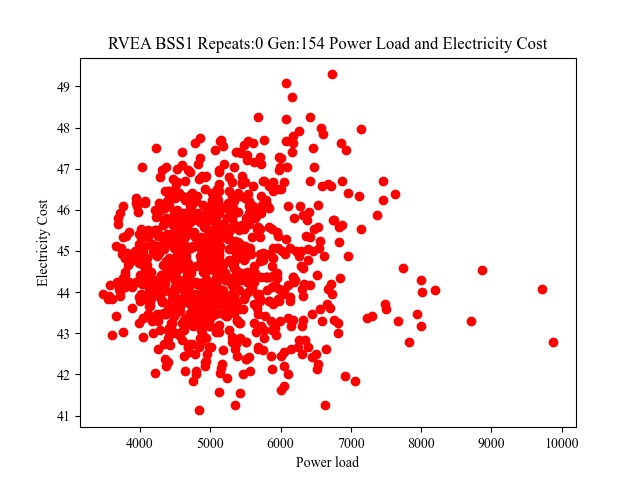 RVEA BSS1 Repeats:0 Gen:154 Power Load and Electricity Cost
49
48
47
46
45
44
43
42
41
Electricity Cost
4000 5000 6000 7000 8000 9000 10000
Power load